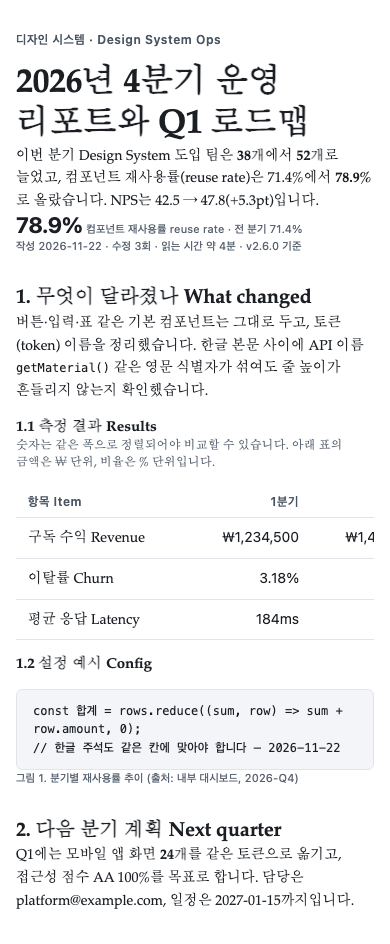 디자인 시스템 · Design System Ops
2026년 4분기 운영
리포트와 Q1 로드맵
이번 분기 Design System 도입 팀은 38개에서 52개로
늘었고, 컴포넌트 재사용률(reuse rate)은 71.4%에서 78.9%
로 올랐습니다. NPS는 42.5 → 47.8(+5.3pt)입니다.
78.9% 컴포넌트 재사용률 reuse rate · 전 분기 71.4%
작성 2026-11-22 · 수정 3회 · 읽는 시간 약 4분 · v2.6.0 기준
1. 무엇이 달라졌나 What changed
버튼·입력·표 같은 기본 컴포넌트는 그대로 두고, 토큰
(token) 이름을 정리했습니다. 한글 본문 사이에 API 이름
getMaterial() 같은 영문 식별자가 섞여도 줄 높이가
흔들리지 않는지 확인했습니다.
1.1 측정 결과 Results
숫자는 같은 폭으로 정렬되어야 비교할 수 있습니다. 아래 표의
금액은 ₩ 단위, 비율은 % 단위입니다.
항목 Item 1분기
구독 수익 Revenue ₩1,234,500 ₩1,4
이탈률 Churn 3.18%
평균 응답 Latency 184ms
1.2 설정 예시 Config
const 합계 = rows.reduce((sum, row) => sum +
row.amount, 0);
// 한글 주석도 같은 칸에 맞아야 합니다 — 2026-11-22
그림 1. 분기별 재사용률 추이 (출처: 내부 대시보드, 2026-Q4)
2. 다음 분기 계획 Next quarter
Q1에는 모바일 앱 화면 24개를 같은 토큰으로 옮기고,
접근성 점수 AA 100%를 목표로 합니다. 담당은
platform@example.com, 일정은 2027-01-15까지입니다.